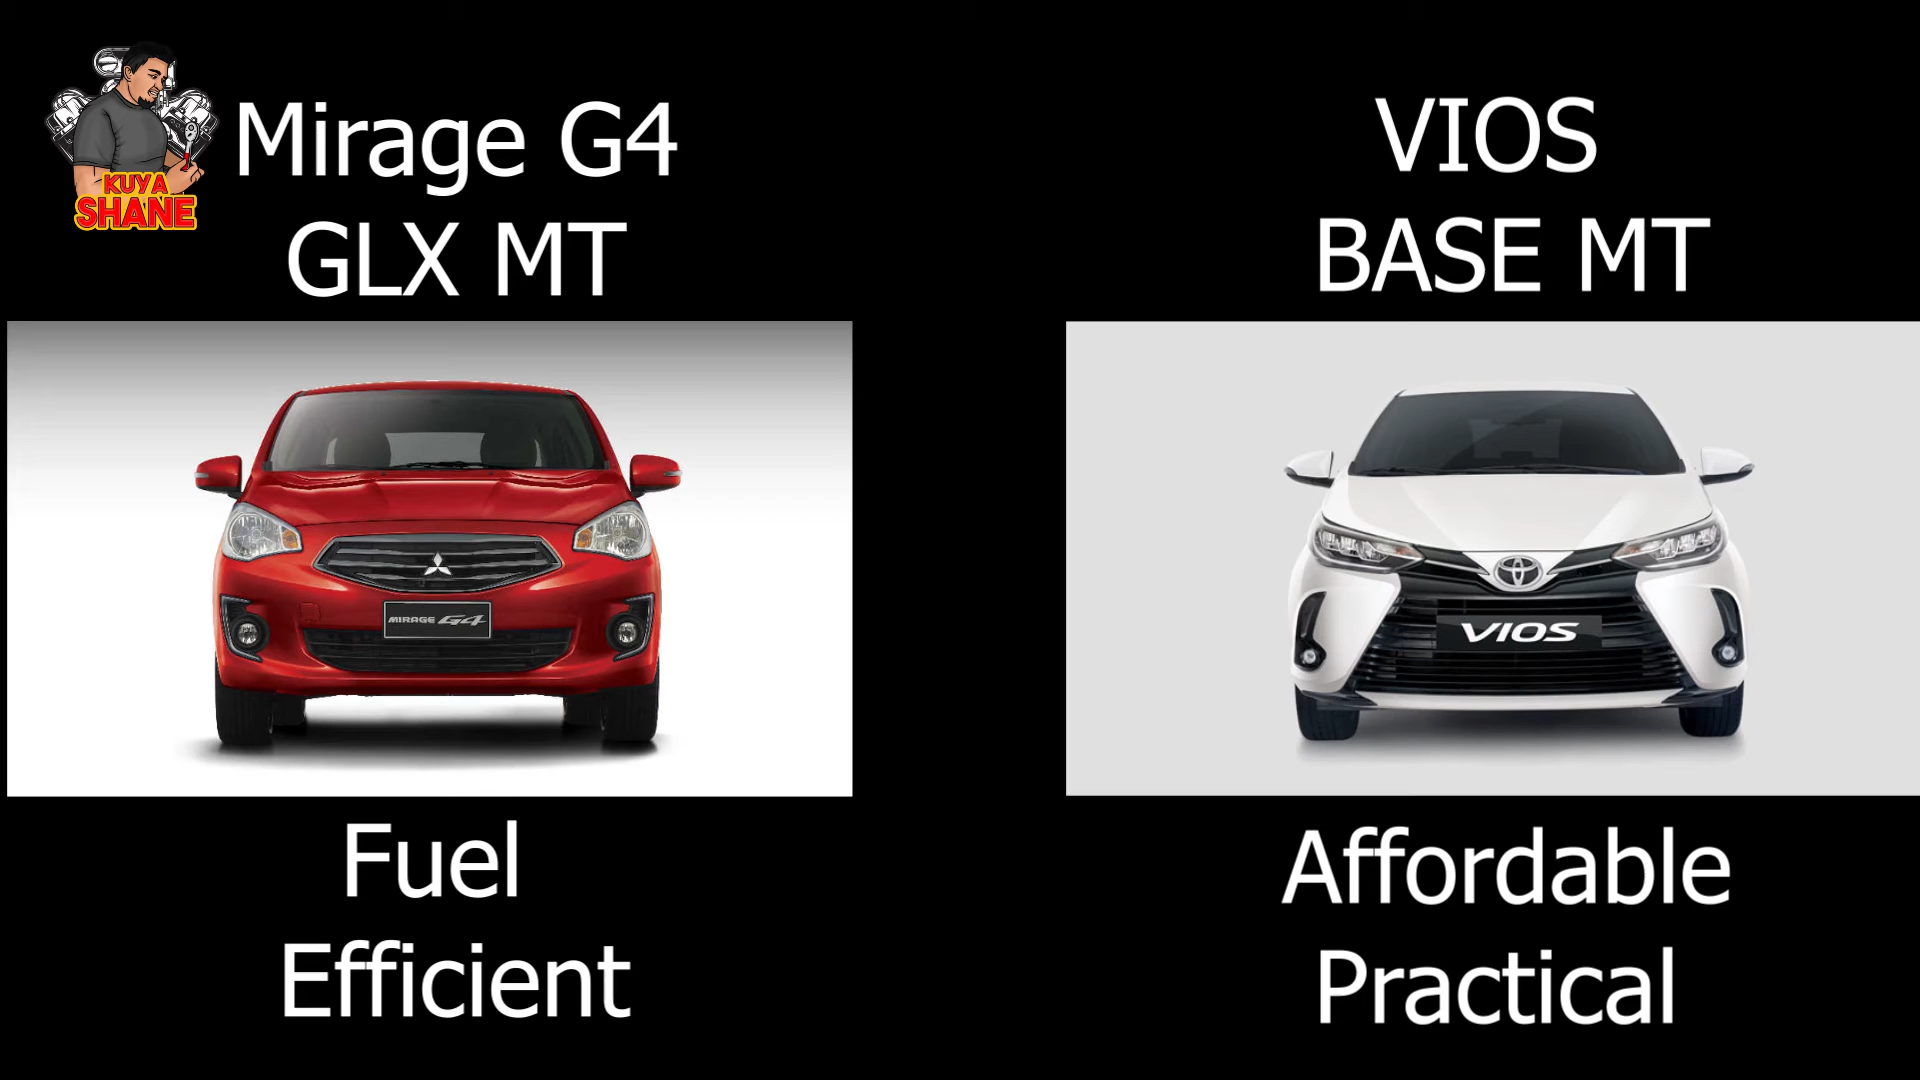 KUYA
SHANE
Mirage G4
GLX MT
MIRAGE G4
Fuel
Efficient
VIOS
BASE MT
VIOS
Affordable
Practical